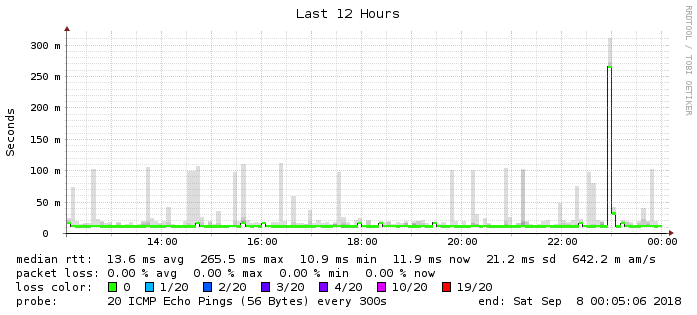 Last 12 Hours
RRDTOOL / TOBI OETIKER
Seconds
300 m
250 m
200 m
150 m
100 m
50 m
0
14:00 16:00 18:00 20:00 22:00 00:00
median rtt: 13.6 ms avg 265.5 ms max 10.9 ms min 11.9 ms now 21.2 ms sd 642.2 m am/s
packet loss: 0.00 % avg 0.00 % max 0.00 % min 0.00 % now
loss color: 0 1/20 2/20 3/20 4/20 10/20 19/20
probe: 20 ICMP Echo Pings (56 Bytes) every 300s end: Sat Sep 8 00:05:06 2018